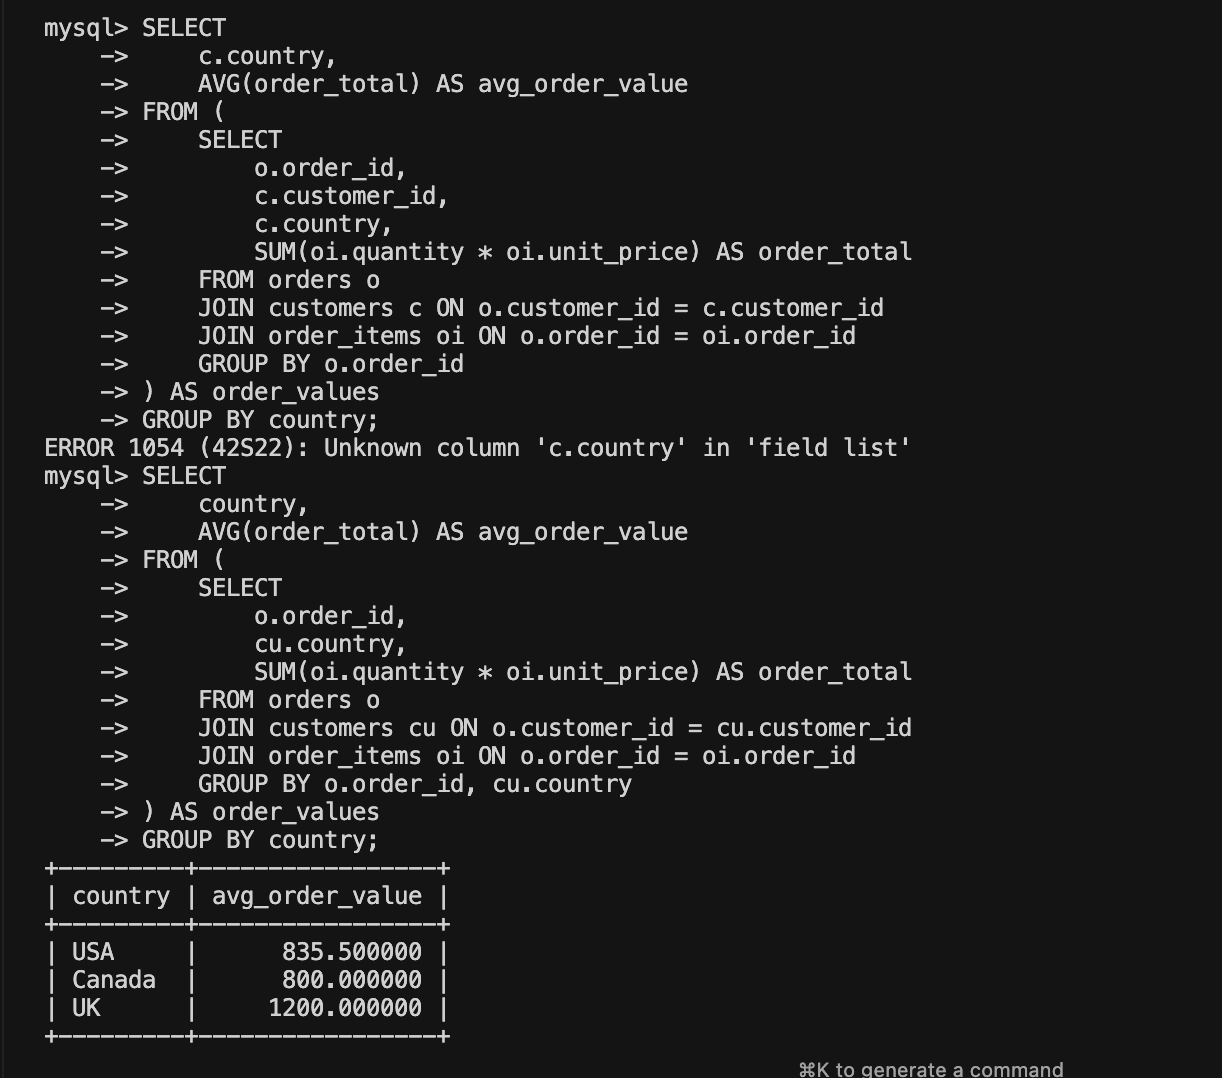 mysql> SELECT
    ->     c.country,
    ->     AVG(order_total) AS avg_order_value
    -> FROM (
    ->     SELECT
    ->         o.order_id,
    ->         c.customer_id,
    ->         c.country,
    ->         SUM(oi.quantity * oi.unit_price) AS order_total
    ->     FROM orders o
    ->     JOIN customers c ON o.customer_id = c.customer_id
    ->     JOIN order_items oi ON o.order_id = oi.order_id
    ->     GROUP BY o.order_id
    -> ) AS order_values
    -> GROUP BY country;
ERROR 1054 (42S22): Unknown column 'c.country' in 'field list'
mysql> SELECT
    ->     country,
    ->     AVG(order_total) AS avg_order_value
    -> FROM (
    ->     SELECT
    ->         o.order_id,
    ->         cu.country,
    ->         SUM(oi.quantity * oi.unit_price) AS order_total
    ->     FROM orders o
    ->     JOIN customers cu ON o.customer_id = cu.customer_id
    ->     JOIN order_items oi ON o.order_id = oi.order_id
    ->     GROUP BY o.order_id, cu.country
    -> ) AS order_values
    -> GROUP BY country;
+---------+-----------------+
| country | avg_order_value |
+---------+-----------------+
| USA     |      835.500000 |
| Canada  |      800.000000 |
| UK      |     1200.000000 |
+---------+-----------------+
⌘K to generate a command